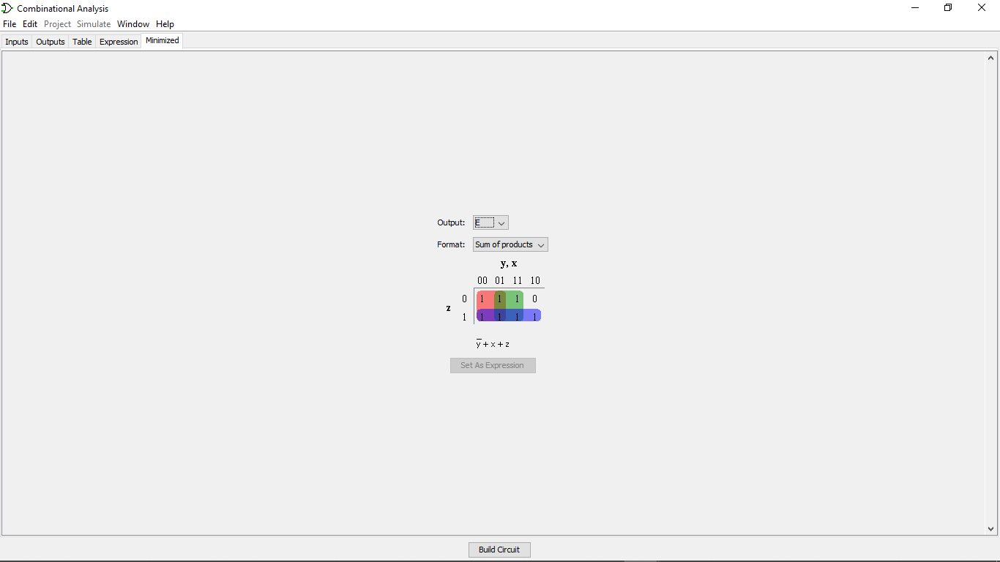 Combinational Analysis
File Edit Project Simulate Window Help
Inputs Outputs Table Expression Minimized
Output: E
Format: Sum of products
y, x
00 01 11 10
0 1 1 1 0
z
1 1 1 1 1
y̅ + x + z
Set As Expression
Build Circuit